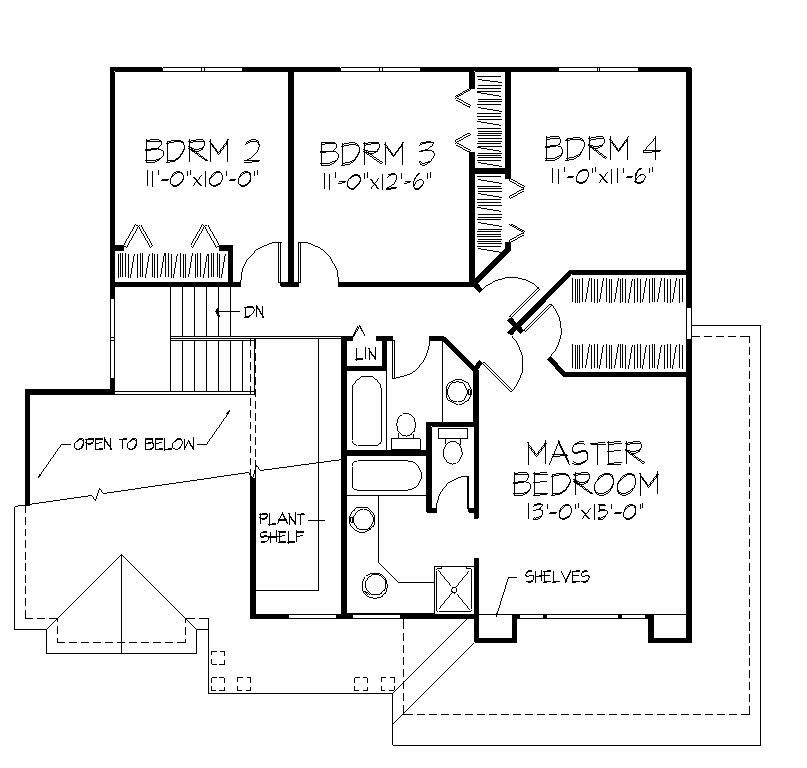 BDRM 2
11'-0"x10'-0"
BDRM 3
11'-0"x12'-6"
BDRM 4
11'-0"x11'-6"
DN
LIN
OPEN TO BELOW
MASTER
BEDROOM
13'-0"x15'-0"
PLANT
SHELF
SHELVES